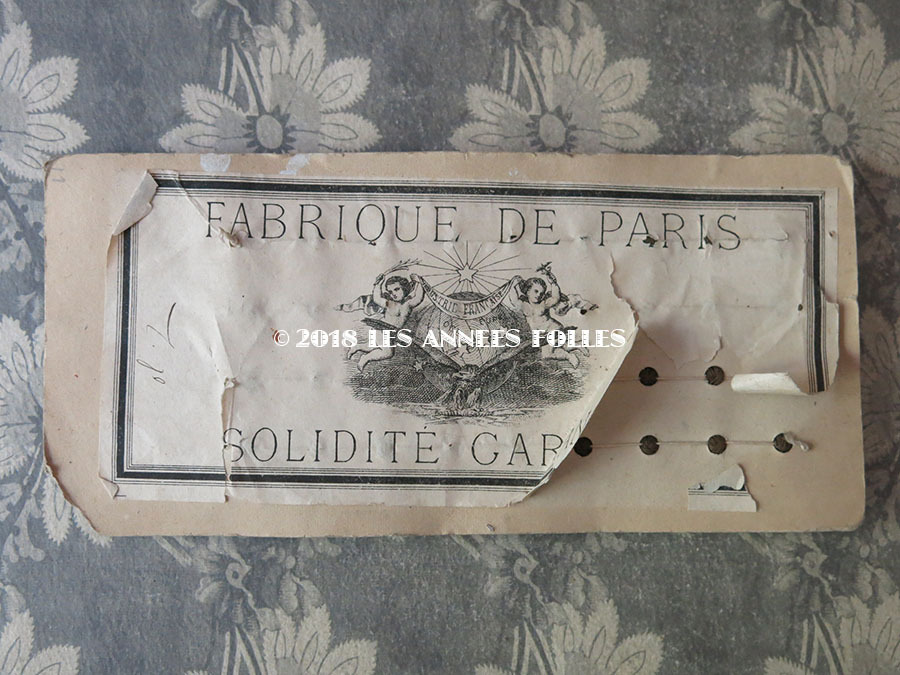 FABRIQUE DE PARIS
© 2018 LES ANNEES FOLLES
SOLIDITÉ GAR